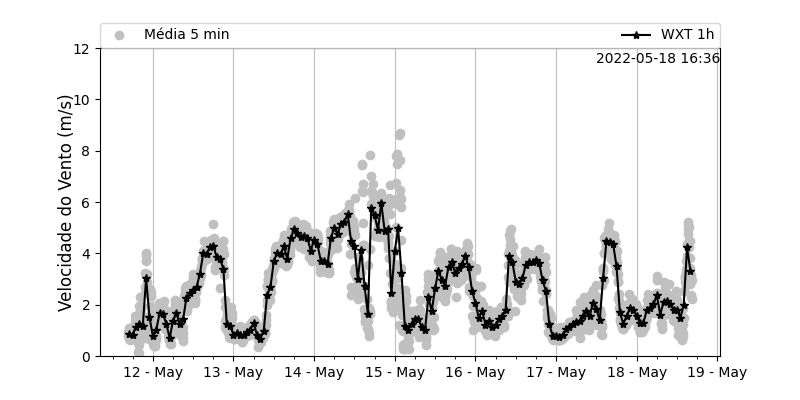 Média 5 min
WXT 1h
2022-05-18 16:36
Velocidade do Vento (m/s)
12
10
8
6
4
2
0
12 - May
13 - May
14 - May
15 - May
16 - May
17 - May
18 - May
19 - May